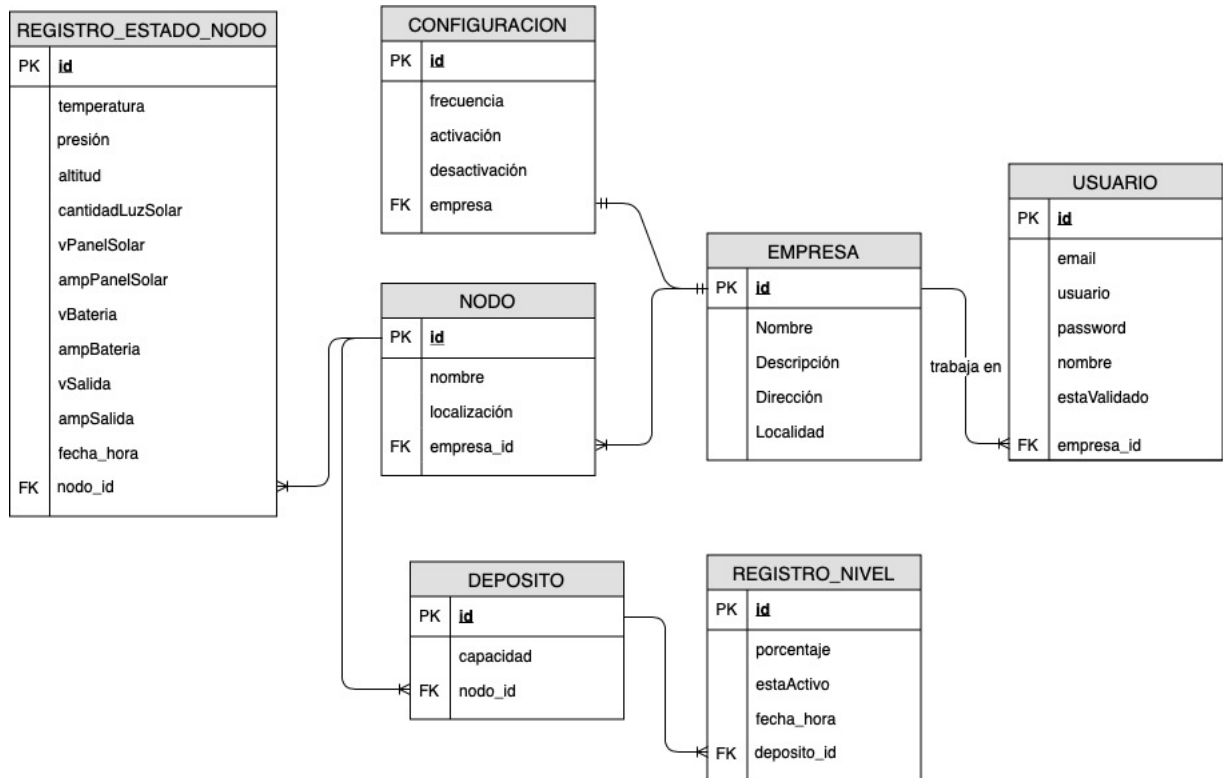 REGISTRO_ESTADO_NODO
PK id
temperatura
presión
altitud
cantidadLuzSolar
vPanelSolar
ampPanelSolar
vBateria
ampBateria
vSalida
ampSalida
fecha_hora
FK nodo_id
CONFIGURACION
PK id
frecuencia
activación
desactivación
FK empresa
NODO
PK id
nombre
localización
FK empresa_id
EMPRESA
PK id
Nombre
Descripción
Dirección
Localidad
trabaja en
USUARIO
PK id
email
usuario
password
nombre
estaValidado
FK empresa_id
DEPOSITO
PK id
capacidad
FK nodo_id
REGISTRO_NIVEL
PK id
porcentaje
estaActivo
fecha_hora
FK deposito_id